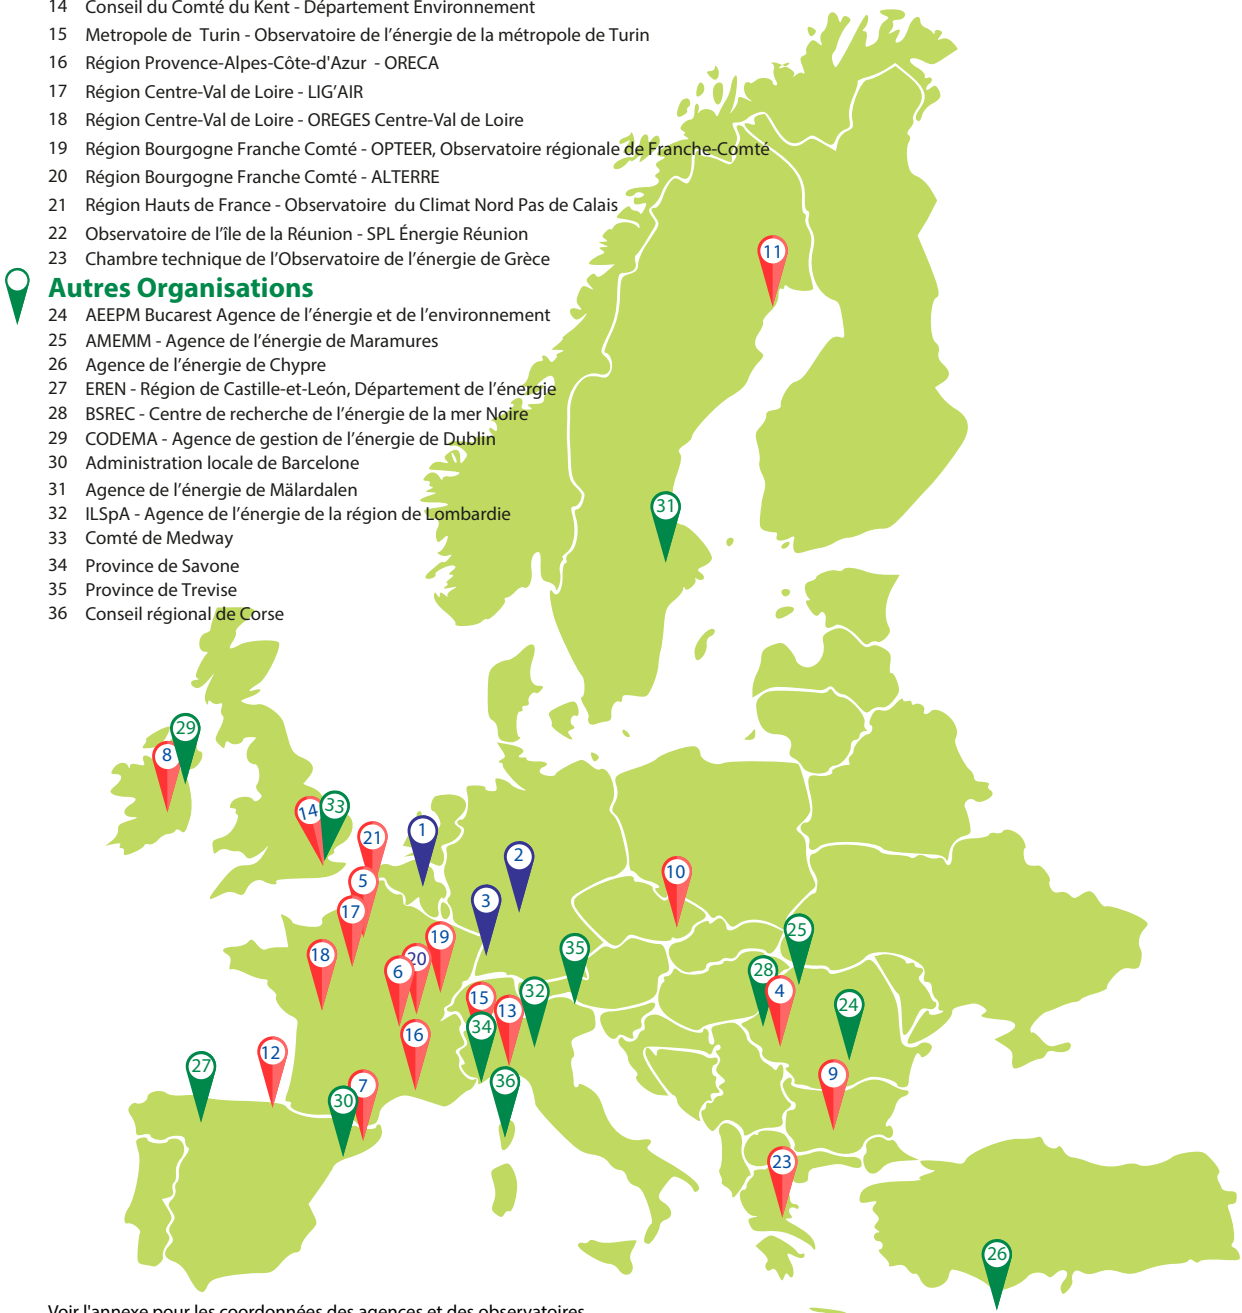 14 Conseil du Comté du Kent - Département Environnement
15 Metropole de Turin - Observatoire de l'énergie de la métropole de Turin
16 Région Provence-Alpes-Côte-d'Azur - ORECA
17 Région Centre-Val de Loire - LIG'AIR
18 Région Centre-Val de Loire - OREGES Centre-Val de Loire
19 Région Bourgogne Franche Comté - OPTEER, Observatoire régionale de Franche-Comté
20 Région Bourgogne Franche Comté - ALTERRE
21 Région Hauts de France - Observatoire du Climat Nord Pas de Calais
22 Observatoire de l'île de la Réunion - SPL Énergie Réunion
23 Chambre technique de l'Observatoire de l'énergie de Grèce
Autres Organisations
24 AEEPM Bucarest Agence de l'énergie et de l'environnement
25 AMEMM - Agence de l'énergie de Maramures
26 Agence de l'énergie de Chypre
27 EREN - Région de Castille-et-León, Département de l'énergie
28 BSREC - Centre de recherche de l'énergie de la mer Noire
29 CODEMA - Agence de gestion de l'énergie de Dublin
30 Administration locale de Barcelone
31 Agence de l'énergie de Mälardalen
32 ILSpA - Agence de l'énergie de la région de Lombardie
33 Comté de Medway
34 Province de Savone
35 Province de Trevise
36 Conseil régional de Corse
11
31
29
8
14
33
21
1
2
5
3
10
17
19
18
20
6
35
25
28
4
24
15
32
13
34
16
12
27
7
30
36
9
23
26
Voir l'annexe pour les coordonnées des agences et des observatoires